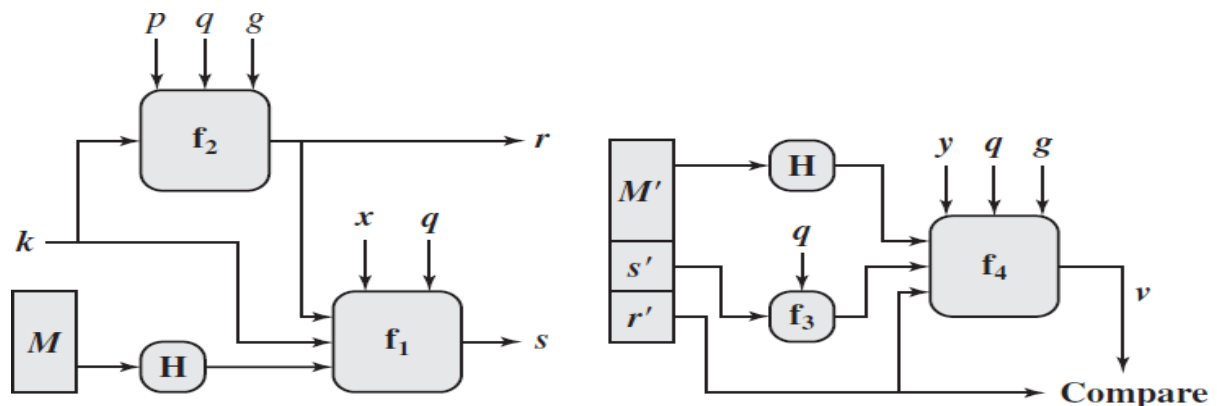 p q g
f₂
r
x q
k
f₁
s
M
H
y q g
H
M′
q
s′
f₄
f₃
r′
v
Compare